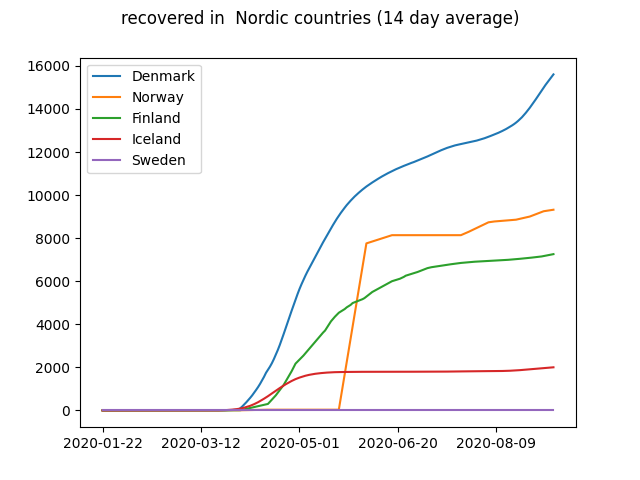 recovered in  Nordic countries (14 day average)
16000
14000
12000
10000
8000
6000
4000
2000
0
Denmark
Norway
Finland
Iceland
Sweden
2020-01-22 2020-03-12 2020-05-01 2020-06-20 2020-08-09